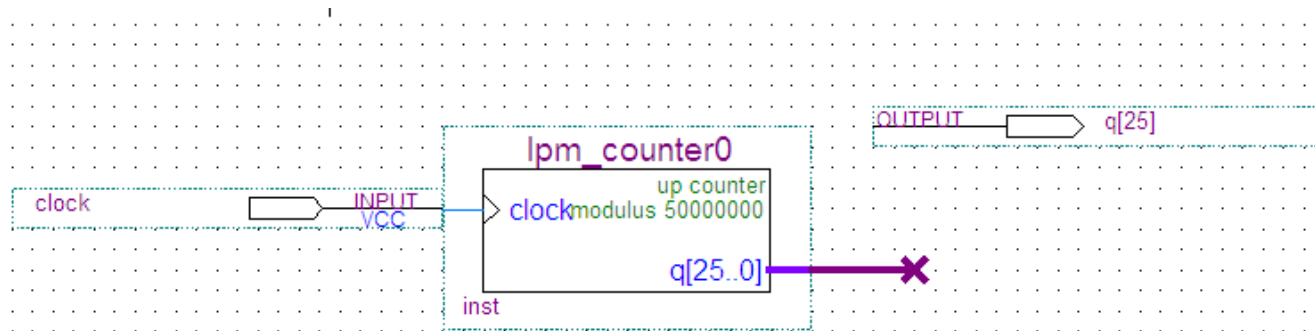 OUTPUT q[25]
lpm_counter0
up counter
clock INPUT clock modulus 50000000
VCC
q[25..0]
inst